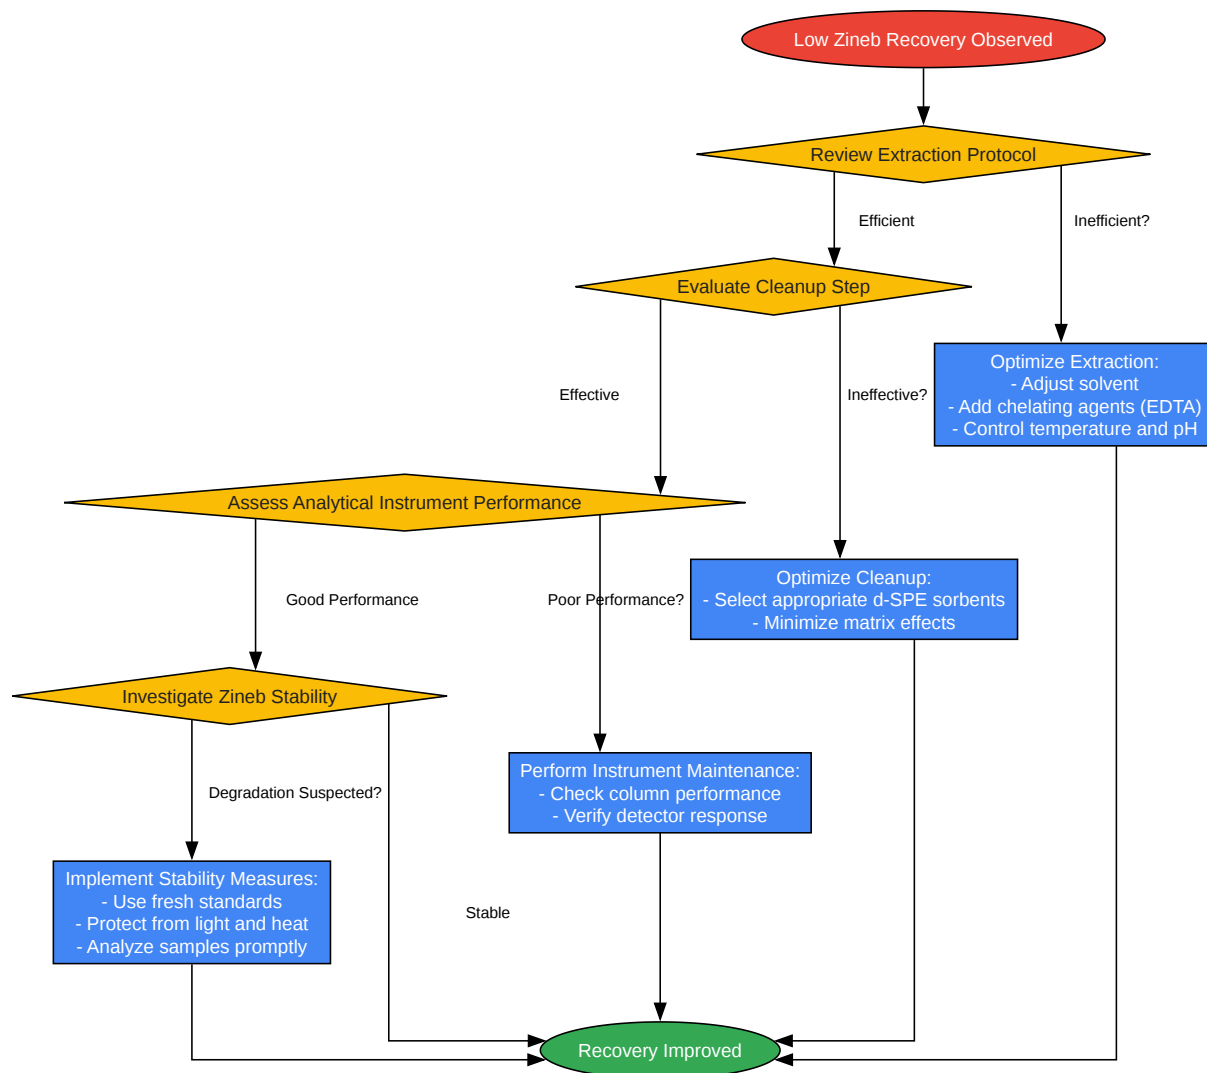 Low Zineb Recovery Observed
Review Extraction Protocol
Efficient
Inefficient?
Evaluate Cleanup Step
Optimize Extraction:
- Adjust solvent
- Add chelating agents (EDTA)
- Control temperature and pH
Effective
Ineffective?
Assess Analytical Instrument Performance
Optimize Cleanup:
- Select appropriate d-SPE sorbents
- Minimize matrix effects
Good Performance
Poor Performance?
Investigate Zineb Stability
Perform Instrument Maintenance:
- Check column performance
- Verify detector response
Degradation Suspected?
Implement Stability Measures:
- Use fresh standards
- Protect from light and heat
- Analyze samples promptly
Stable
Recovery Improved